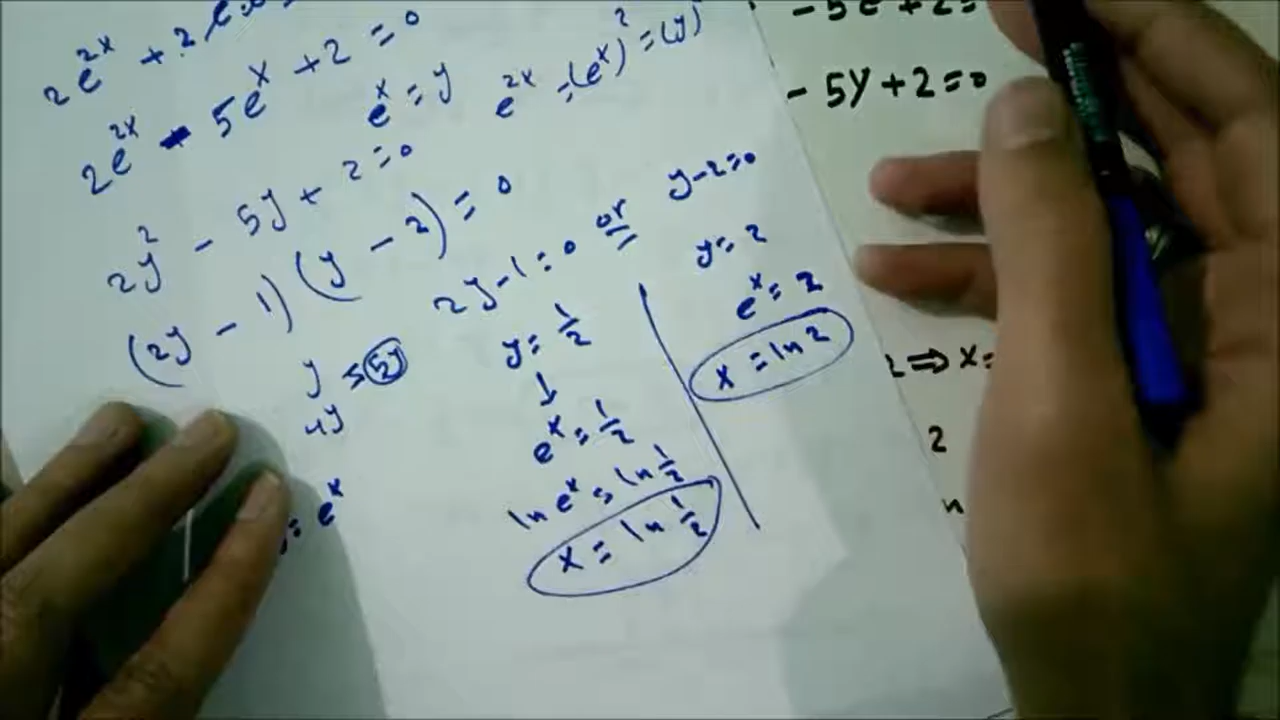 2e^2x + 2
2e^2x - 5e^x + 2 = 0
e^x = y
e^2x = (e^x)^2 = (y)
2y^2 - 5y + 2 = 0
(2y - 1) (y - 2) = 0
y
5y
4y
= e^x
2y - 1 = 0 or y - 2 = 0
y = 1/2
e^x = 1/2
ln e^x = ln 1/2
x = ln 1/2
y = 2
e^x = 2
x = ln 2
+ 2 =
- 5y + 2 = 0
2 ⇒ x =
2
n